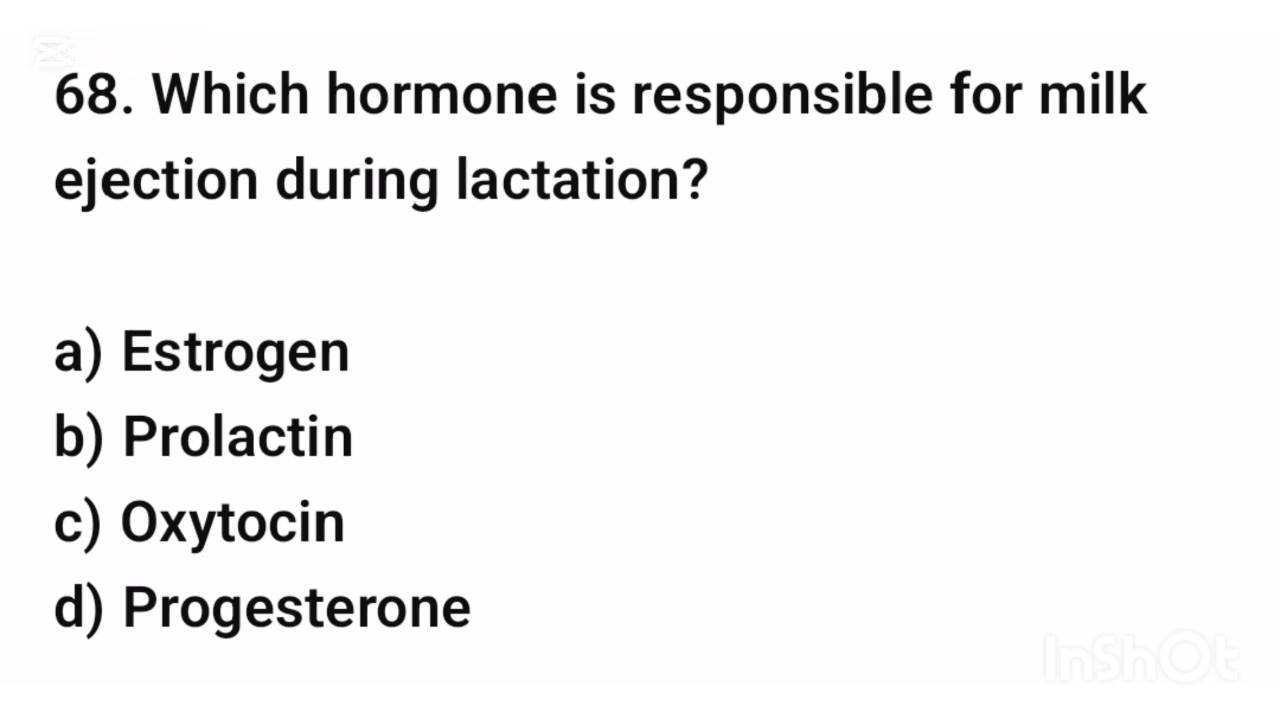 68. Which hormone is responsible for milk
ejection during lactation?
a) Estrogen
b) Prolactin
c) Oxytocin
d) Progesterone
InShOt